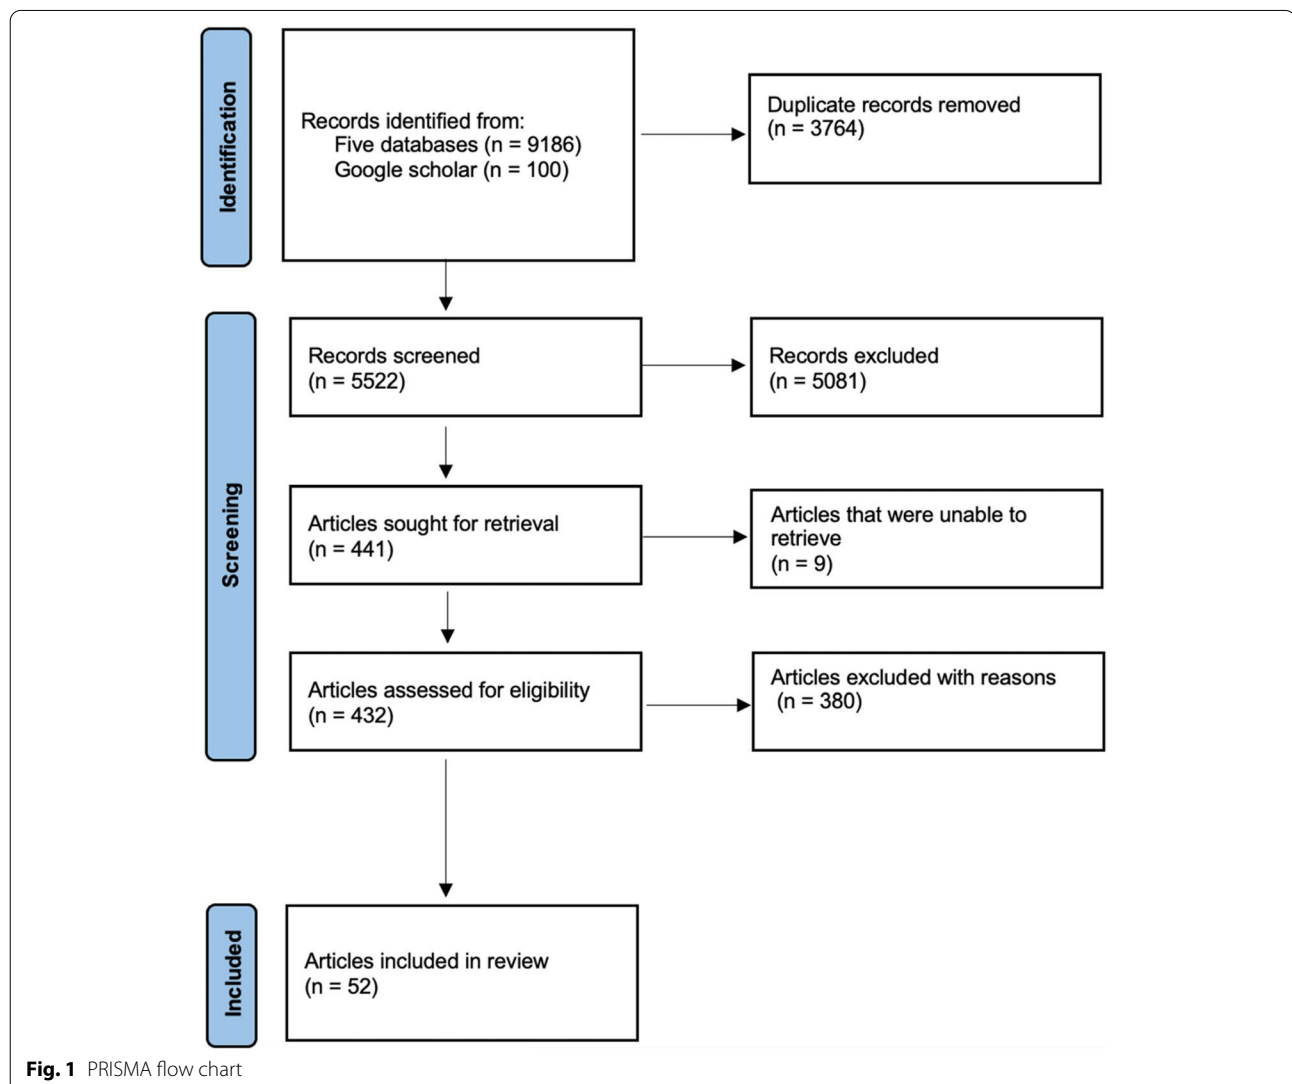 Identification
Records identified from:
Five databases (n = 9186)
Google scholar (n = 100)
Duplicate records removed
(n = 3764)
Screening
Records screened
(n = 5522)
Records excluded
(n = 5081)
Articles sought for retrieval
(n = 441)
Articles that were unable to
retrieve
(n = 9)
Articles assessed for eligibility
(n = 432)
Articles excluded with reasons
(n = 380)
Included
Articles included in review
(n = 52)
Fig. 1 PRISMA flow chart